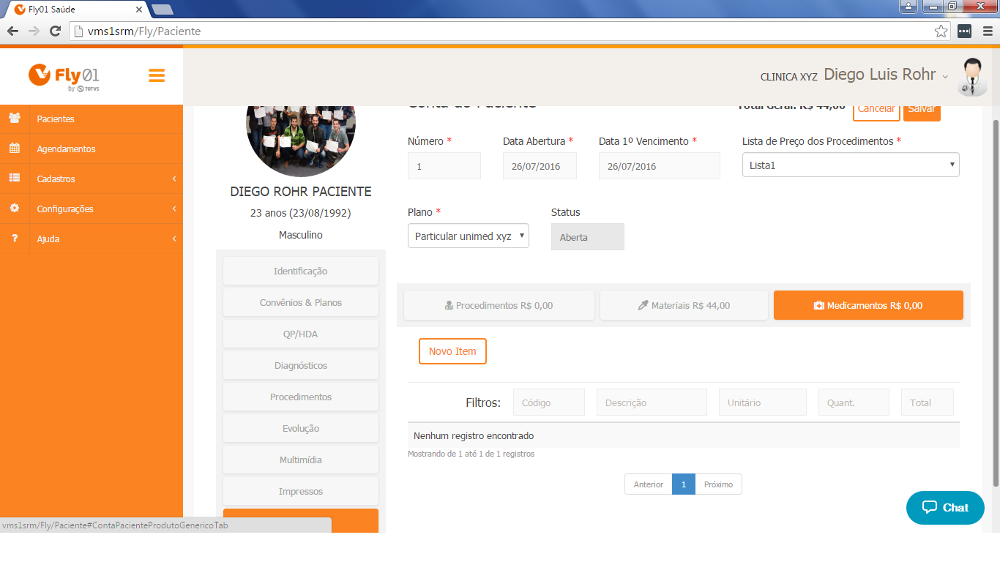 Fly01 Saúde
vms1srm/Fly/Paciente
Fly01
by TOTVS
CLINICA XYZ Diego Luis Rohr
Pacientes
Agendamentos
Cadastros
Configurações
Ajuda
DIEGO ROHR PACIENTE
23 anos (23/08/1992)
Masculino
Identificação
Convênios & Planos
QP/HDA
Diagnósticos
Procedimentos
Evolução
Multimídia
Impressos
Conta do Paciente
Total Geral: R$ 44,00 Cancelar Salvar
Número * Data Abertura * Data 1º Vencimento * Lista de Preço dos Procedimentos *
1 26/07/2016 26/07/2016 Lista1
Plano * Status
Particular unimed xyz Aberta
Procedimentos R$ 0,00 Materiais R$ 44,00 Medicamentos R$ 0,00
Novo Item
Filtros: Código Descrição Unitário Quant. Total
Nenhum registro encontrado
Mostrando de 1 até 1 de 1 registros
Anterior 1 Próximo
Chat
vms1srm/Fly/Paciente#ContaPacienteProdutoGenericoTab